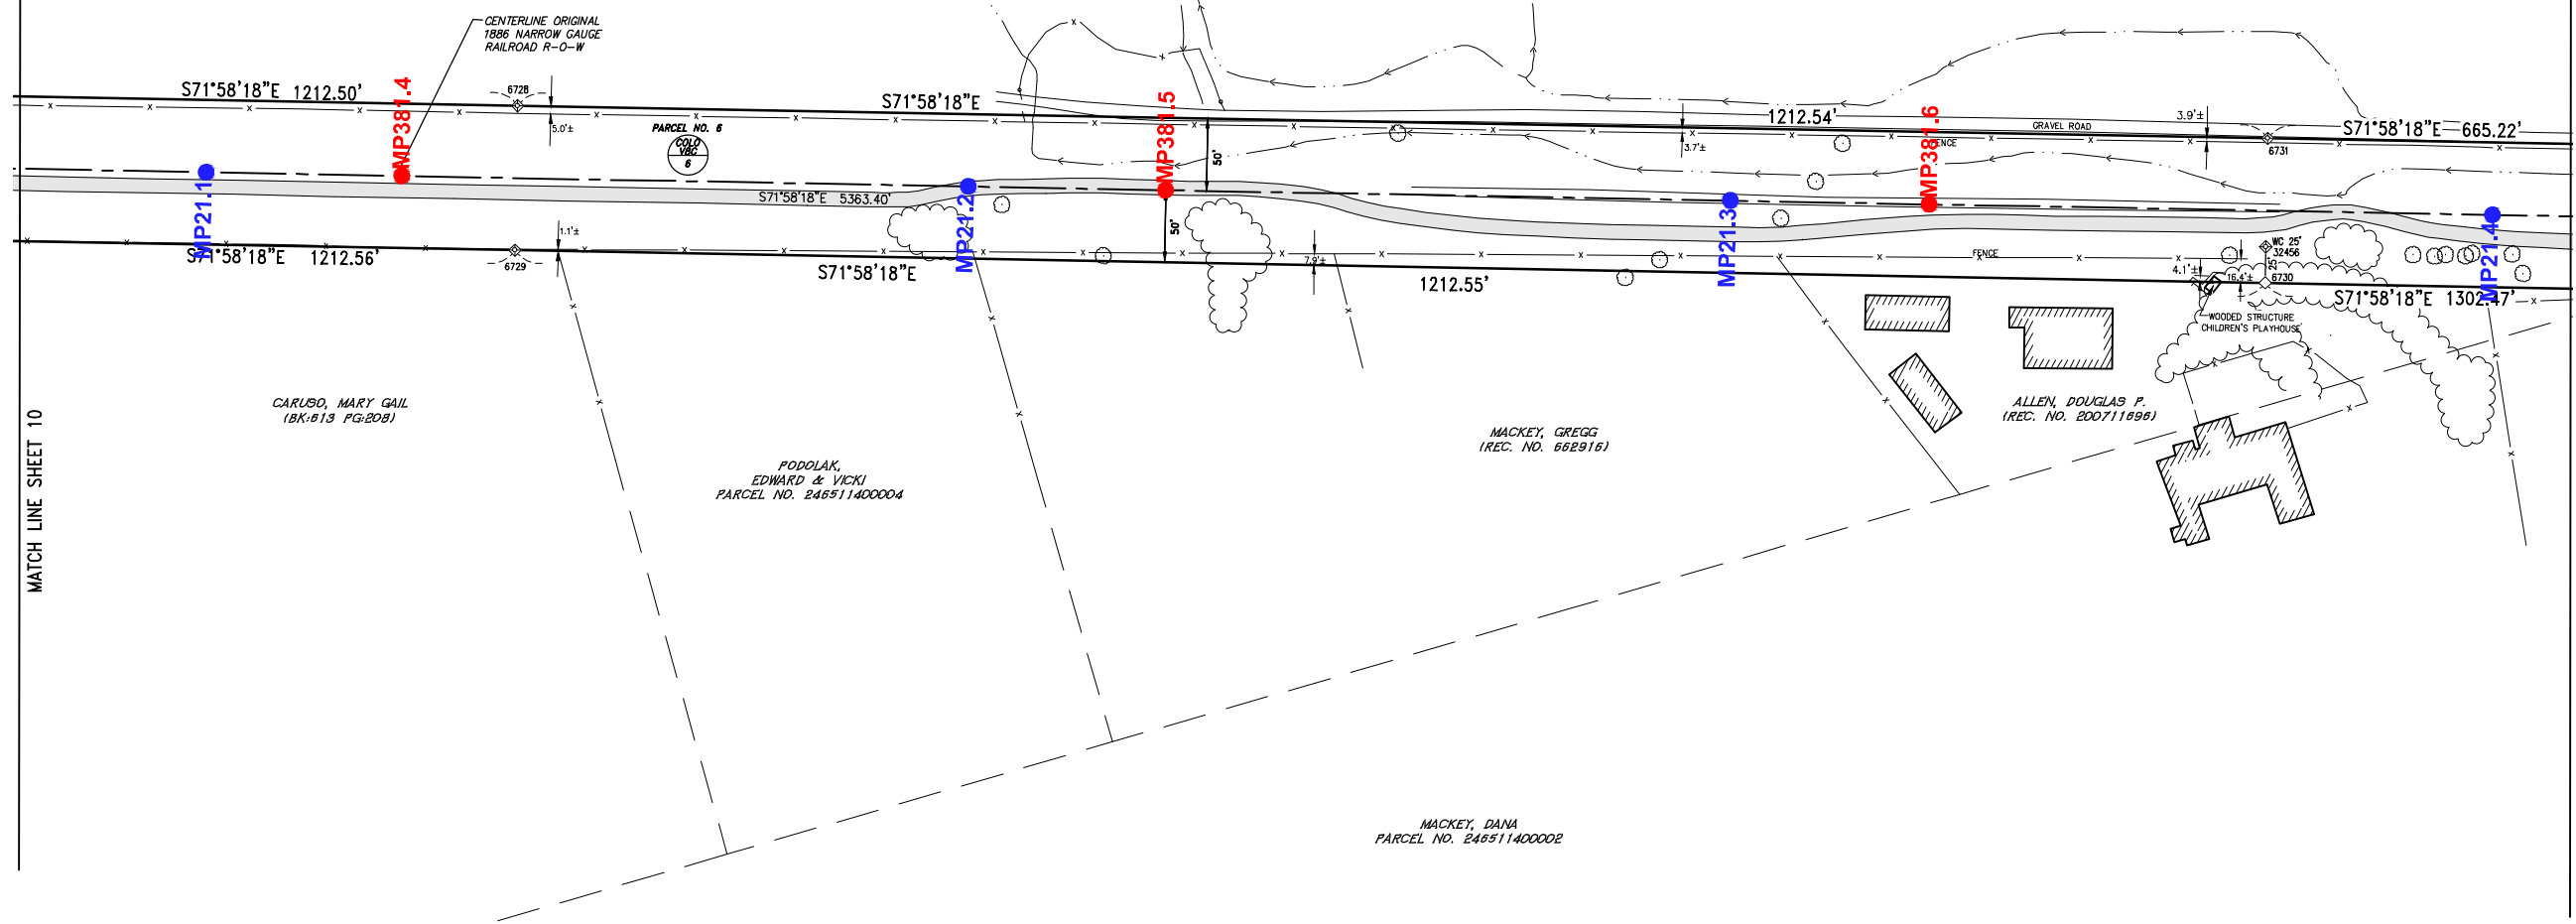 CENTERLINE ORIGINAL
1886 NARROW GAUGE
RAILROAD R-O-W
S71°58'18"E 1212.50'
MP381.4
6728
5.0'±
PARCEL NO. 6
COLO
VBC
6
S71°58'18"E
MP381.5
50'
1212.54'
3.7'±
MP381.6
FENCE
GRAVEL ROAD
3.9'±
6731
S71°58'18"E 665.22'
MP21.1
S71°58'18"E 5363.40'
MP21.2
50'
MP21.3
MP21.4
S71°58'18"E 1212.56'
6729
1.1'±
S71°58'18"E
7.9'±
1212.55'
FENCE
WC 25'
32456
25'
4.1'±
16.4'±
6730
S71°58'18"E 1302.47'
WOODED STRUCTURE
CHILDREN'S PLAYHOUSE
MATCH LINE SHEET 10
CARUSO, MARY GAIL
(BK:613 PG:208)
PODOLAK,
EDWARD & VICKI
PARCEL NO. 246511400004
MACKEY, GREGG
(REC. NO. 662916)
ALLEN, DOUGLAS P.
(REC. NO. 200711696)
MACKEY, DANA
PARCEL NO. 246511400002